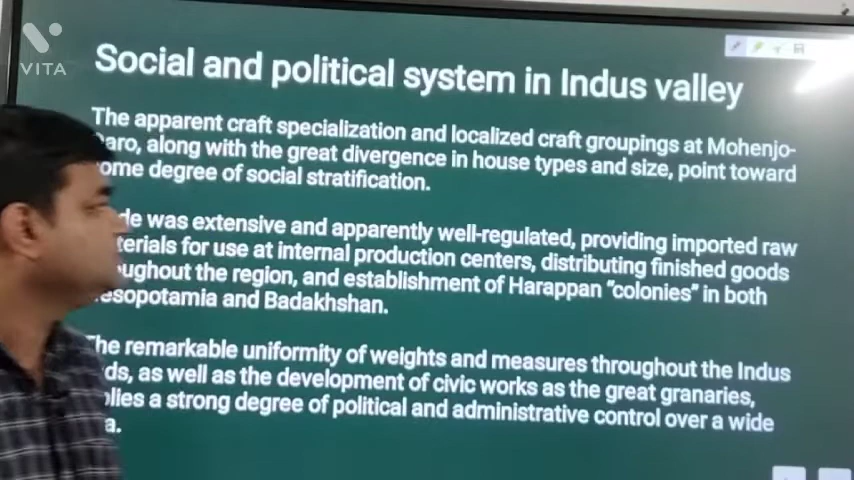 VITA
Social and political system in Indus valley
The apparent craft specialization and localized craft groupings at Mohenjo-
aro, along with the great divergence in house types and size, point toward
ome degree of social stratification.
de was extensive and apparently well-regulated, providing imported raw
terials for use at internal production centers, distributing finished goods
oughout the region, and establishment of Harappan "colonies" in both
esopotamia and Badakhshan.
The remarkable uniformity of weights and measures throughout the Indus
ds, as well as the development of civic works as the great granaries,
plies a strong degree of political and administrative control over a wide
a.